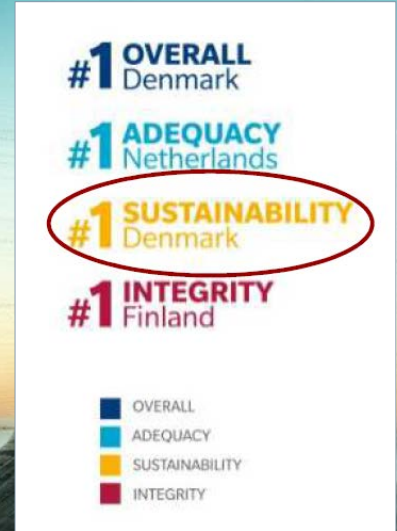 #1 OVERALL
Denmark
#1 ADEQUACY
Netherlands
#1 SUSTAINABILITY
Denmark
#1 INTEGRITY
Finland
OVERALL
ADEQUACY
SUSTAINABILITY
INTEGRITY